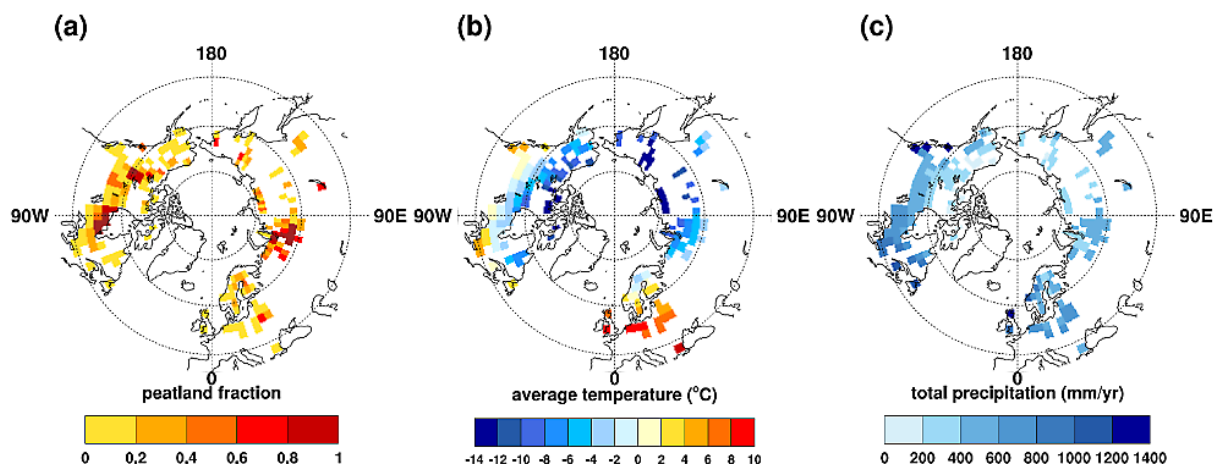 (a) (b) (c)
180 180 180
90W 90E 90W 90E 90W 90E
0 0 0
peatland fraction average temperature (°C) total precipitation (mm/yr)
0 0,2 0,4 0,6 0,8 1 -14 -12 -10 -8 -6 -4 -2 0 2 4 6 8 10 0 200 400 600 800 1000 1200 1400